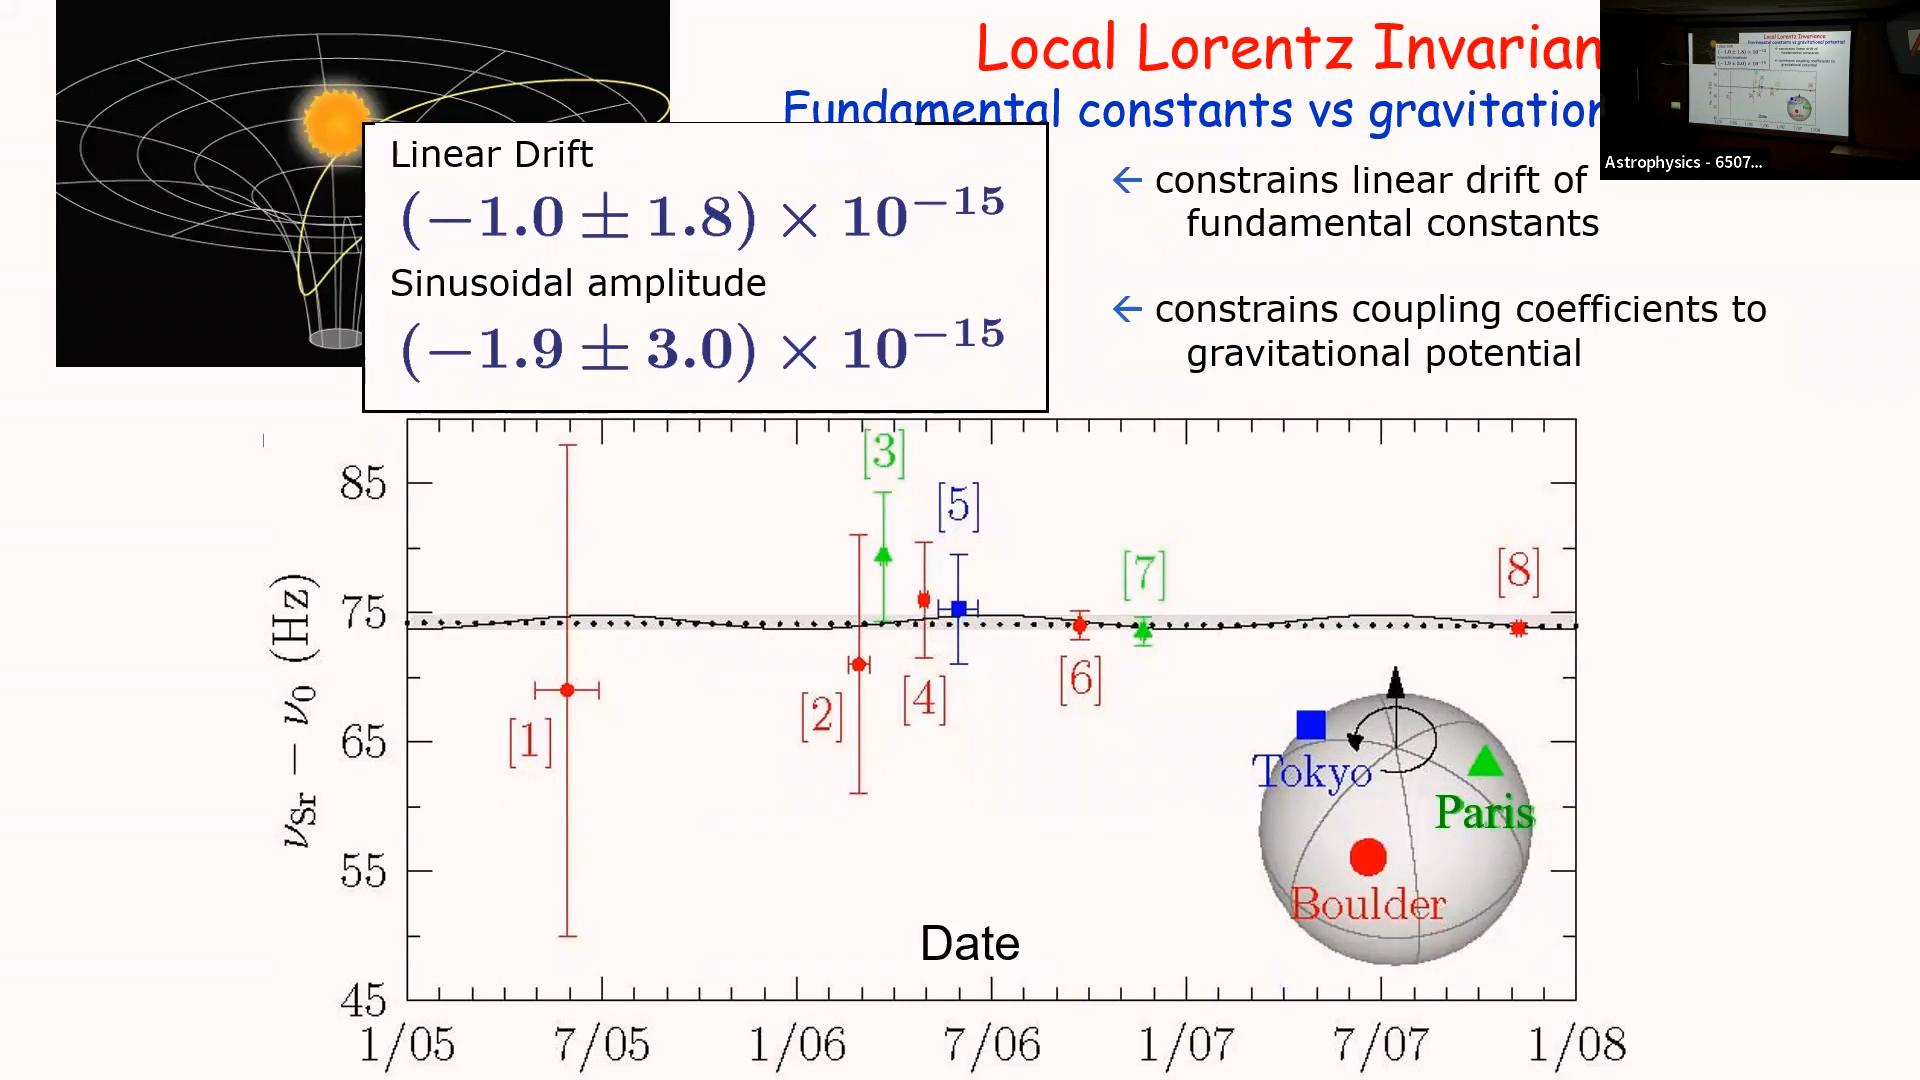 Local Lorentz Invarian
Fundamental constants vs gravitation
Linear Drift
(−1.0 ± 1.8) × 10⁻¹⁵
Sinusoidal amplitude
(−1.9 ± 3.0) × 10⁻¹⁵
← constrains linear drift of
fundamental constants
← constrains coupling coefficients to
gravitational potential
Astrophysics - 6507...
85
75
65
55
45
ν_Sr − ν₀ (Hz)
[1]
[2]
[3]
[4]
[5]
[6]
[7]
[8]
Tokyo
Paris
Boulder
Date
1/05 7/05 1/06 7/06 1/07 7/07 1/08